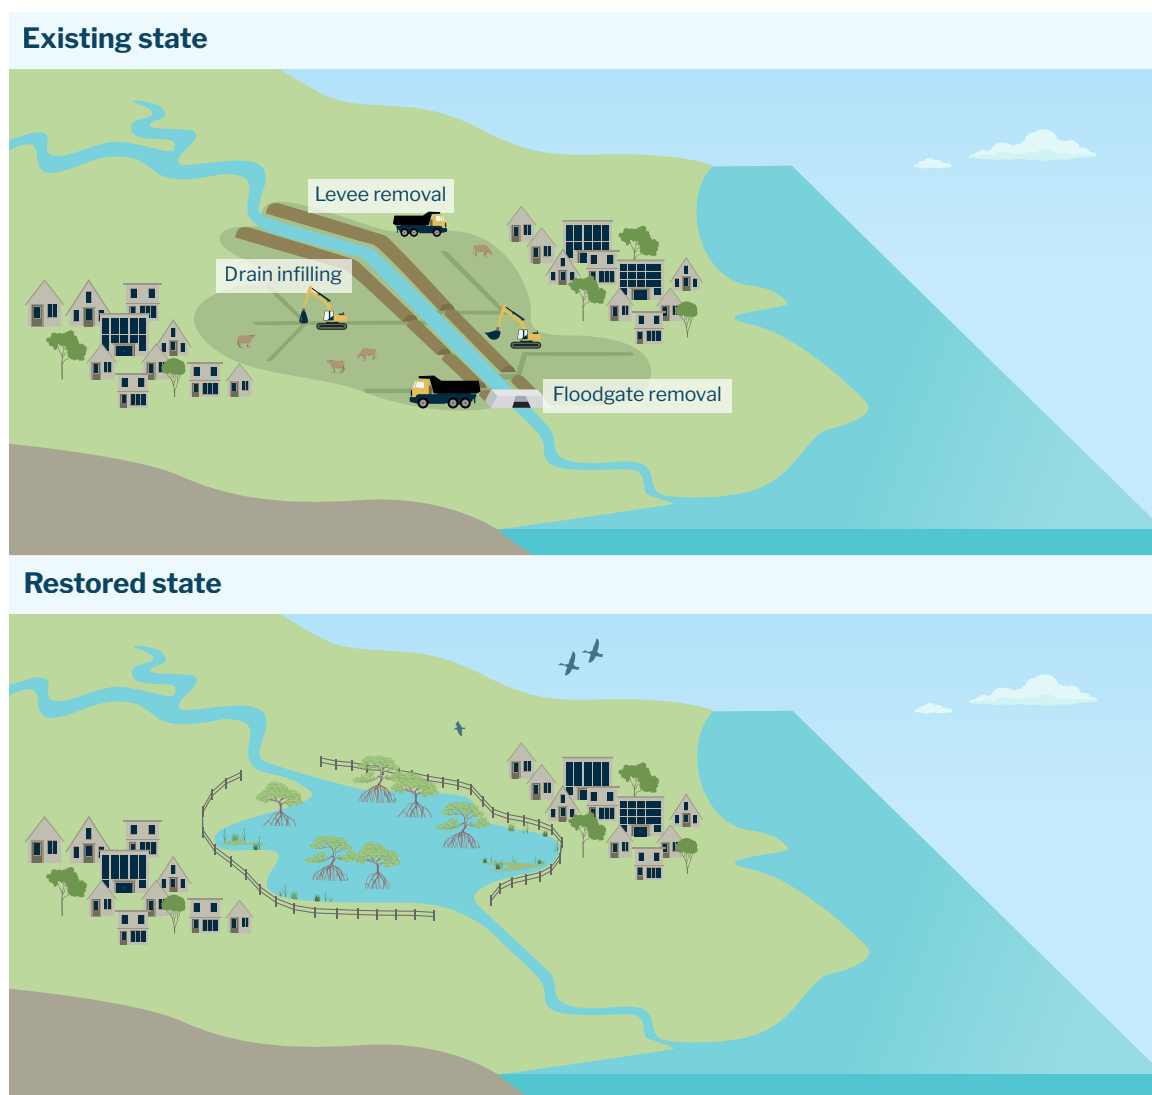 Existing state
Levee removal
Drain infilling
Floodgate removal
Restored state